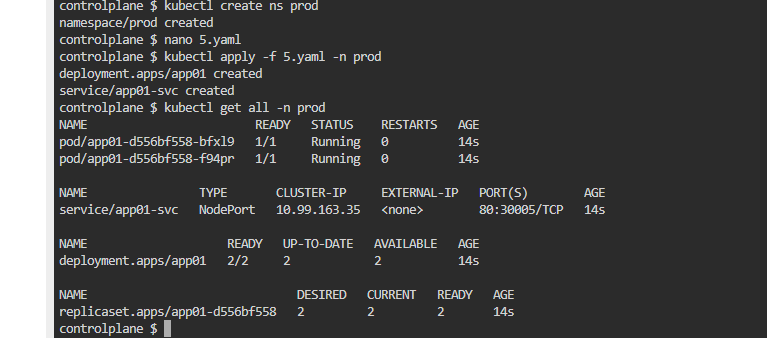 controlplane $ kubectl create ns prod
namespace/prod created
controlplane $ nano 5.yaml
controlplane $ kubectl apply -f 5.yaml -n prod
deployment.apps/app01 created
service/app01-svc created
controlplane $ kubectl get all -n prod
NAME                        READY   STATUS    RESTARTS   AGE
pod/app01-d556bf558-bfxl9   1/1     Running   0          14s
pod/app01-d556bf558-f94pr   1/1     Running   0          14s
NAME                TYPE       CLUSTER-IP     EXTERNAL-IP   PORT(S)        AGE
service/app01-svc   NodePort   10.99.163.35   <none>        80:30005/TCP   14s
NAME                    READY   UP-TO-DATE   AVAILABLE   AGE
deployment.apps/app01   2/2     2            2           14s
NAME                              DESIRED   CURRENT   READY   AGE
replicaset.apps/app01-d556bf558   2         2         2       14s
controlplane $